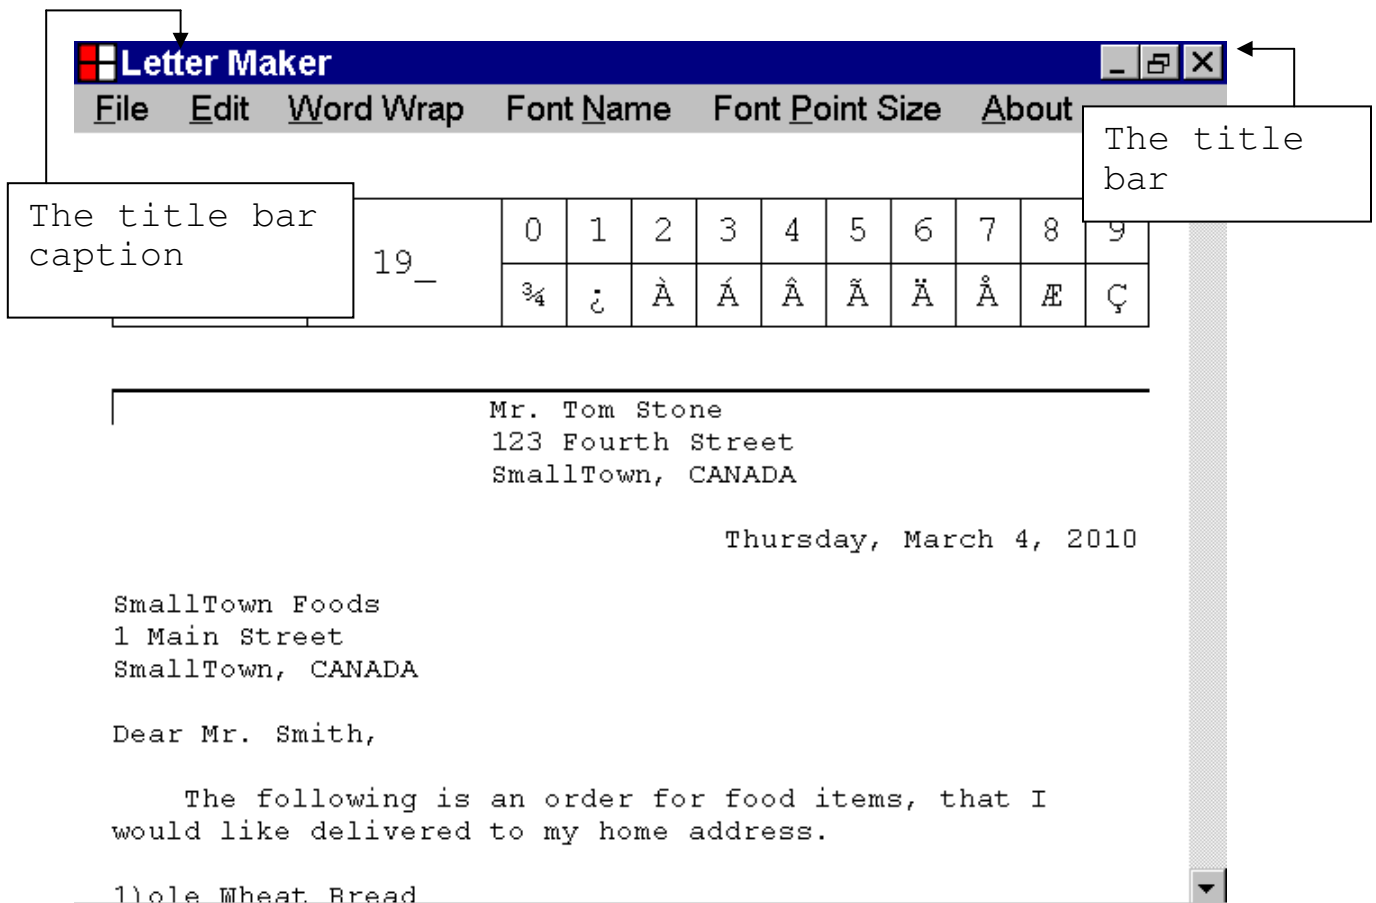 Letter Maker
File Edit Word Wrap Font Name Font Point Size About
The title
bar
The title bar
caption
19_
0 1 2 3 4 5 6 7 8 9
¾ ¿ À Á Â Ã Ä Å Æ Ç
Mr. Tom Stone
123 Fourth Street
SmallTown, CANADA
Thursday, March 4, 2010
SmallTown Foods
1 Main Street
SmallTown, CANADA
Dear Mr. Smith,
The following is an order for food items, that I
would like delivered to my home address.
1)ole Wheat Bread